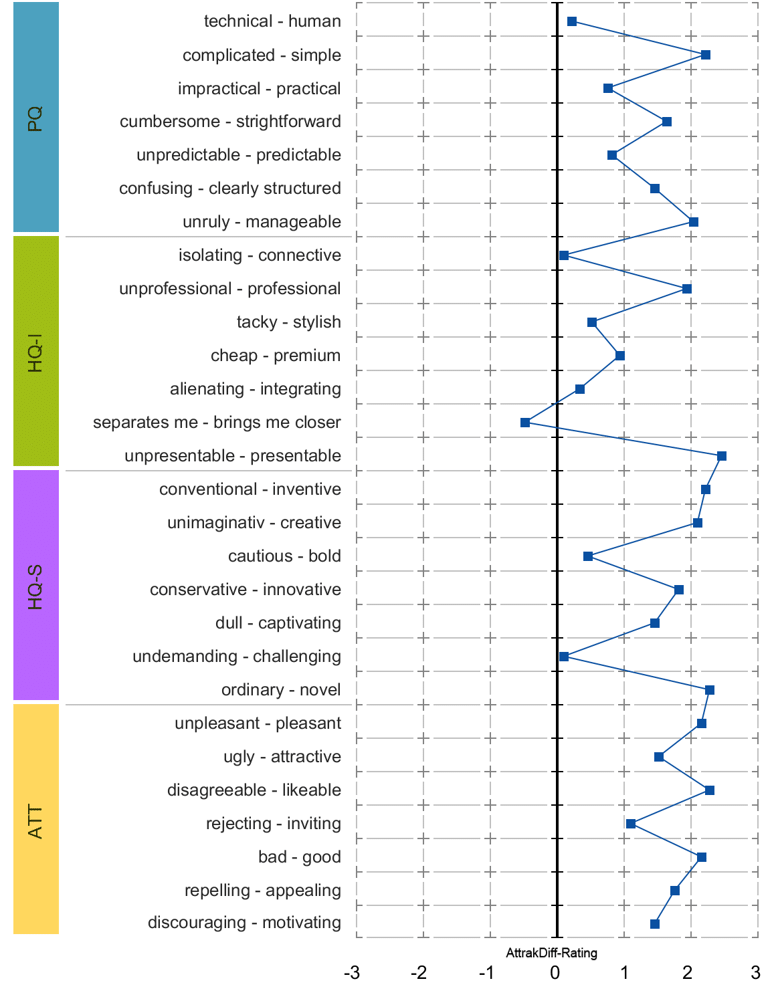 PQ
technical - human
complicated - simple
impractical - practical
cumbersome - strightforward
unpredictable - predictable
confusing - clearly structured
unruly - manageable
HQ-I
isolating - connective
unprofessional - professional
tacky - stylish
cheap - premium
alienating - integrating
separates me - brings me closer
unpresentable - presentable
HQ-S
conventional - inventive
unimaginativ - creative
cautious - bold
conservative - innovative
dull - captivating
undemanding - challenging
ordinary - novel
ATT
unpleasant - pleasant
ugly - attractive
disagreeable - likeable
rejecting - inviting
bad - good
repelling - appealing
discouraging - motivating
AttrakDiff-Rating
-3 -2 -1 0 1 2 3